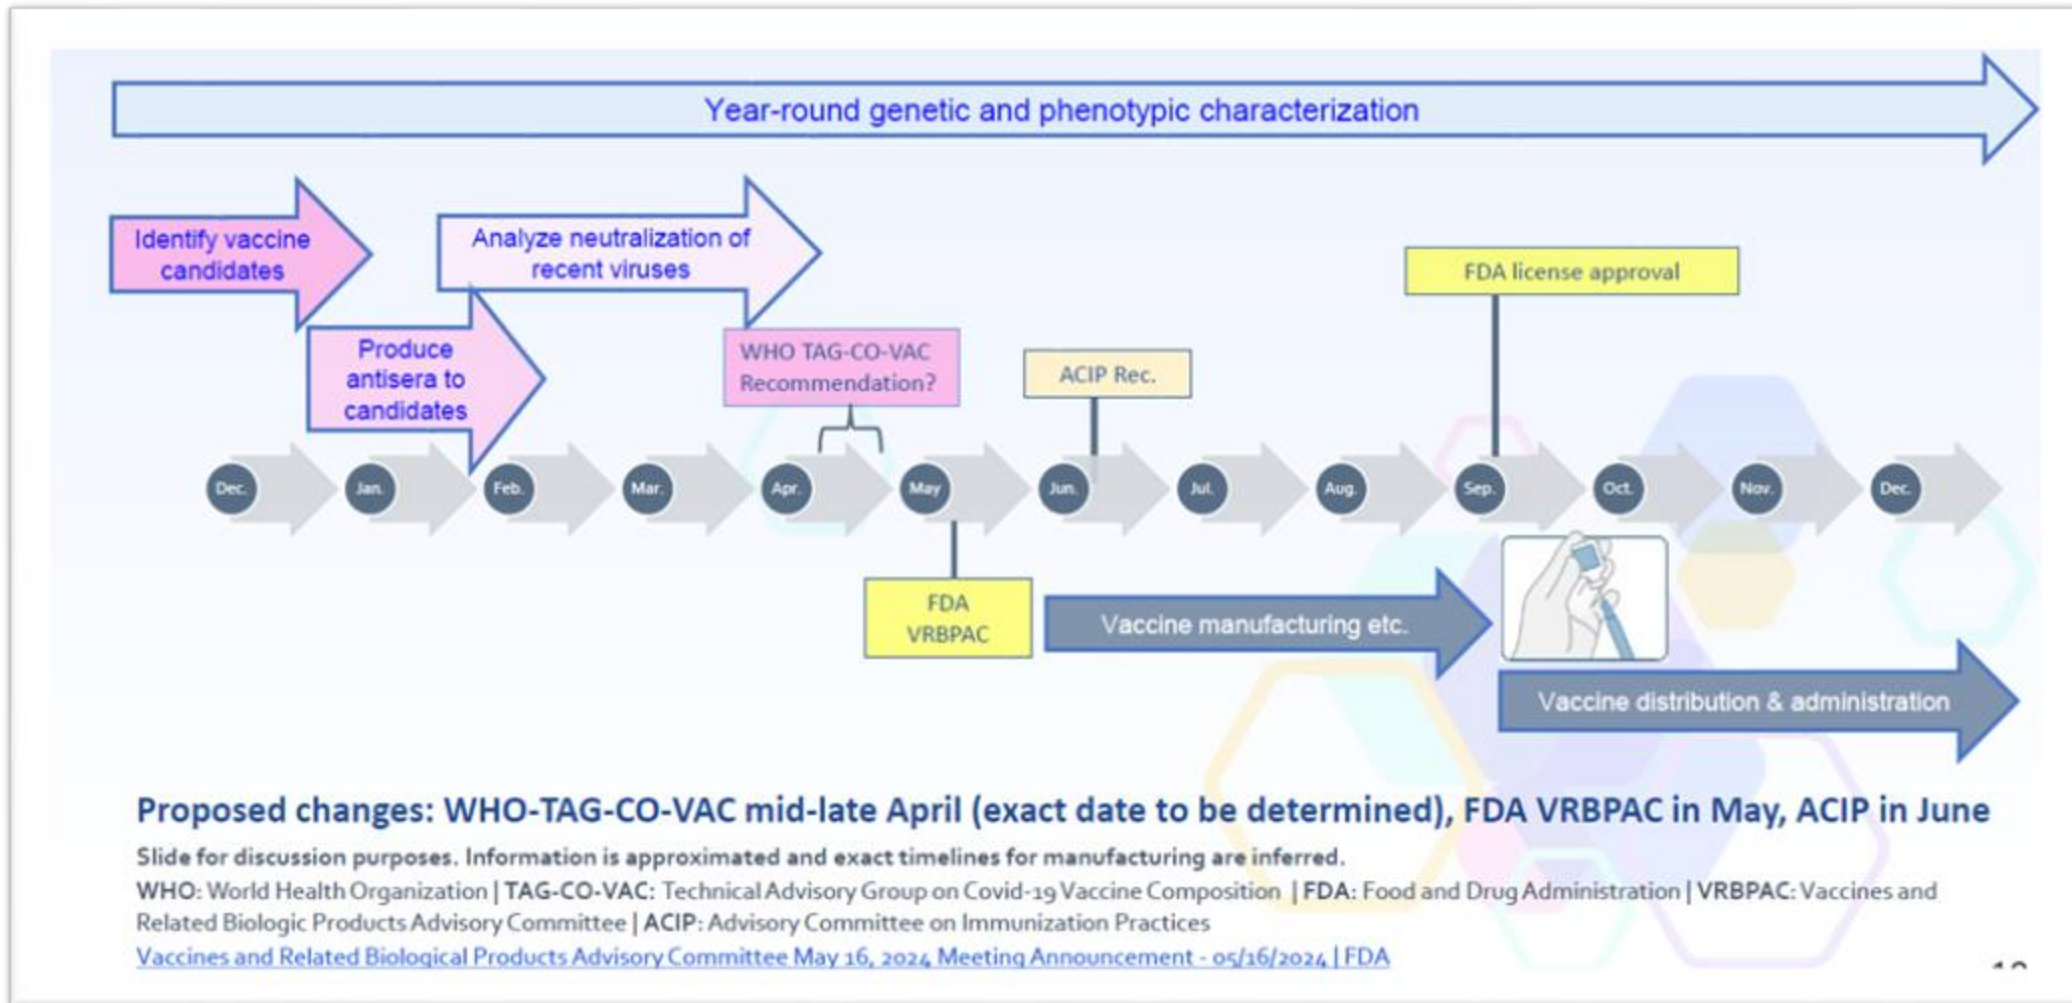 Year-round genetic and phenotypic characterization
Identify vaccine
candidates
Analyze neutralization of
recent viruses
Produce
antisera to
candidates
WHO TAG-CO-VAC
Recommendation?
ACIP Rec.
FDA license approval
Dec.
Jan.
Feb.
Mar.
Apr.
May
Jun.
Jul.
Aug.
Sep.
Oct.
Nov.
Dec.
FDA
VRBPAC
Vaccine manufacturing etc.
Vaccine distribution & administration
Proposed changes: WHO-TAG-CO-VAC mid-late April (exact date to be determined), FDA VRBPAC in May, ACIP in June
Slide for discussion purposes. Information is approximated and exact timelines for manufacturing are inferred.
WHO: World Health Organization | TAG-CO-VAC: Technical Advisory Group on Covid-19 Vaccine Composition | FDA: Food and Drug Administration | VRBPAC: Vaccines and
Related Biologic Products Advisory Committee | ACIP: Advisory Committee on Immunization Practices
Vaccines and Related Biological Products Advisory Committee May 16, 2024 Meeting Announcement - 05/16/2024 | FDA